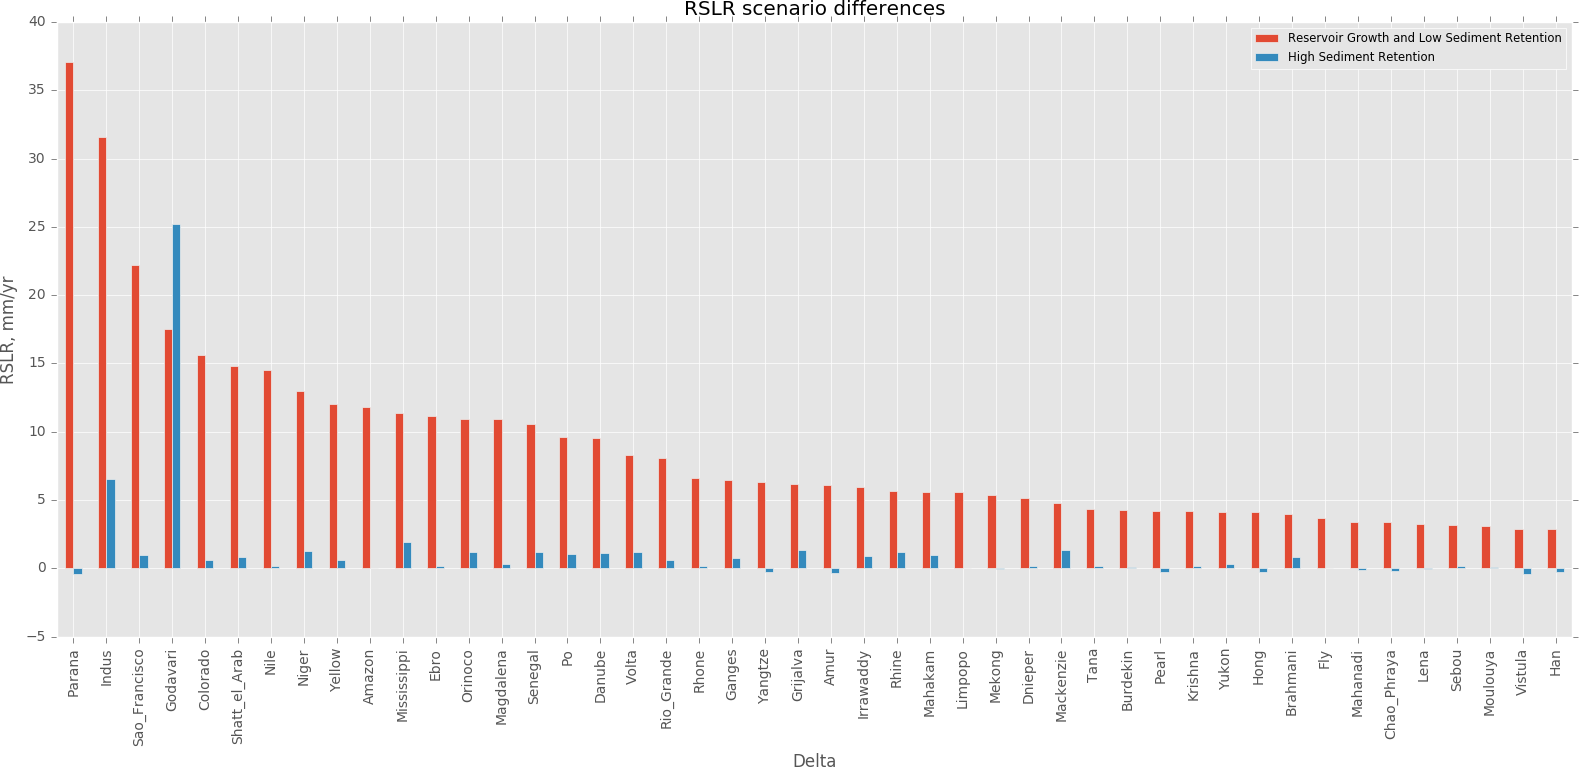 RSLR scenario differences
Reservoir Growth and Low Sediment Retention
High Sediment Retention
RSLR, mm/yr
40
35
30
25
20
15
10
5
0
−5
Parana
Indus
Sao_Francisco
Godavari
Colorado
Shatt_el_Arab
Nile
Niger
Yellow
Amazon
Mississippi
Ebro
Orinoco
Magdalena
Senegal
Po
Danube
Volta
Rio_Grande
Rhone
Ganges
Yangtze
Grijalva
Amur
Irrawaddy
Rhine
Mahakam
Limpopo
Mekong
Dnieper
Mackenzie
Tana
Burdekin
Pearl
Krishna
Yukon
Hong
Brahmani
Fly
Mahanadi
Chao_Phraya
Lena
Sebou
Moulouya
Vistula
Han
Delta